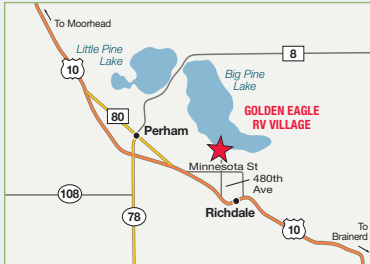 To Moorhead
Little Pine
Lake
10
8
Big Pine
Lake
GOLDEN EAGLE
RV VILLAGE
80
Perham
Minnesota St
480th
Ave
108
Richdale
78
10
To
Brainerd